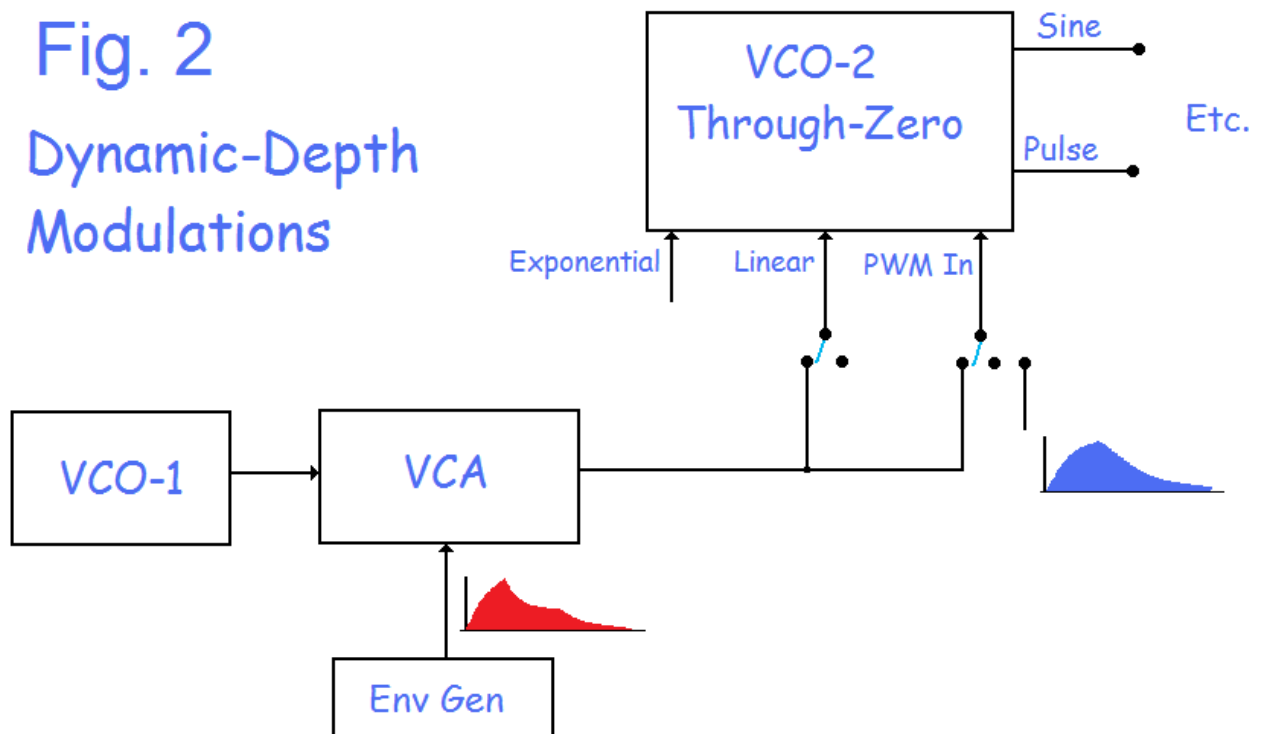 Fig. 2
Dynamic-Depth
Modulations
VCO-2
Through-Zero
Sine
Pulse
Etc.
Exponential
Linear
PWM In
VCO-1
VCA
Env Gen